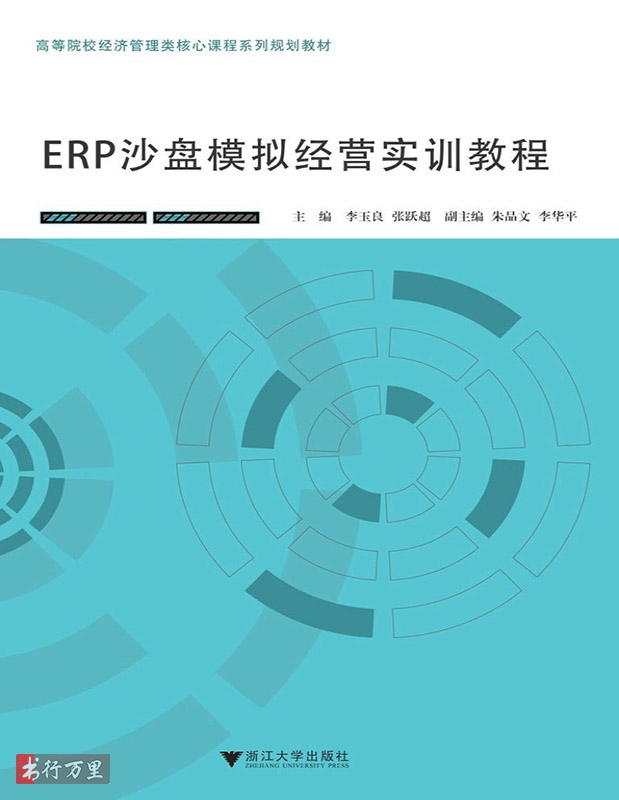 高等院校经济管理类核心课程系列规划教材
ERP沙盘模拟经营实训教程
主 编 李玉良 张跃超 副主编 朱品文 李华平
浙江大学出版社
ZHEJIANG UNIVERSITY PRESS
书行万里